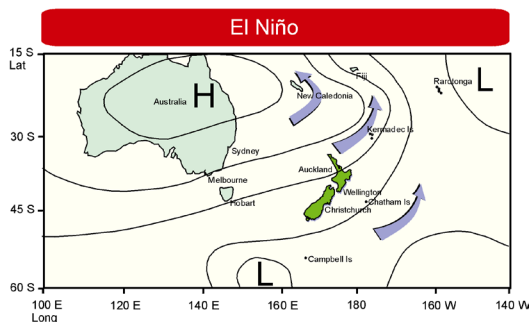 El Niño
15 S
Lat
30 S
45 S
60 S
H
L
L
Australia
New Caledonia
Fiji
Rarotonga
Kermadec Is
Sydney
Auckland
Melbourne
Wellington
Hobart
Chatham Is
Christchurch
Campbell Is
100 E
Long
120 E
140 E
160 E
180 E
160 W
140 W